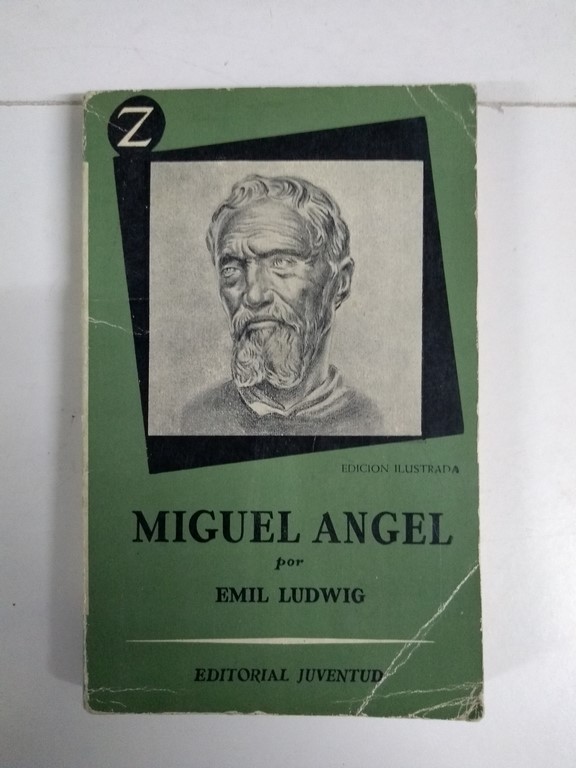 Z
EDICION ILUSTRADA
MIGUEL ANGEL
por
EMIL LUDWIG
EDITORIAL JUVENTUD